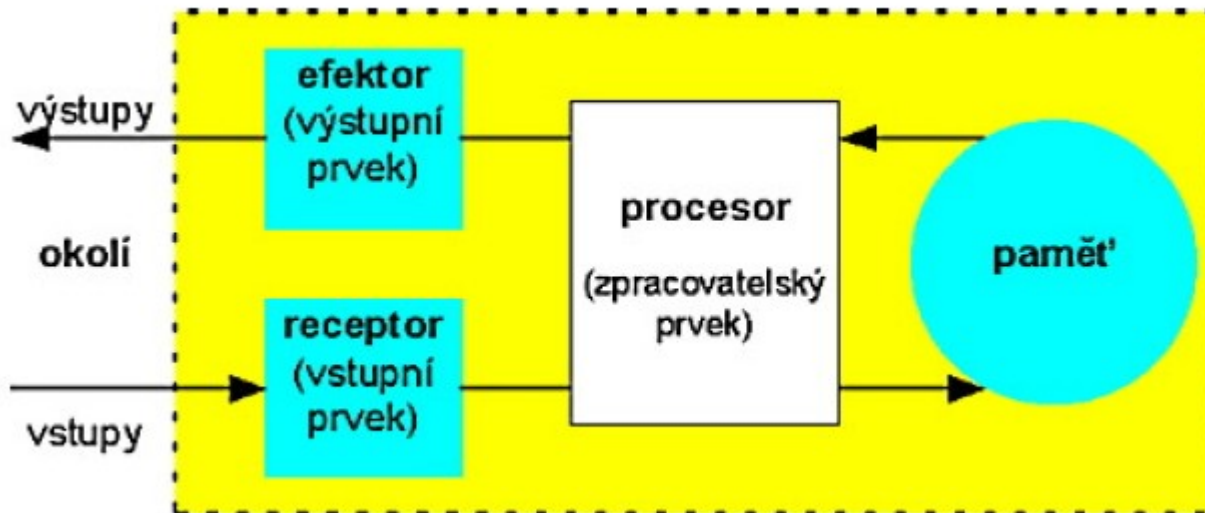 výstupy
okolí
vstupy
efektor
(výstupní
prvek)
receptor
(vstupní
prvek)
procesor
(zpracovatelský
prvek)
paměť